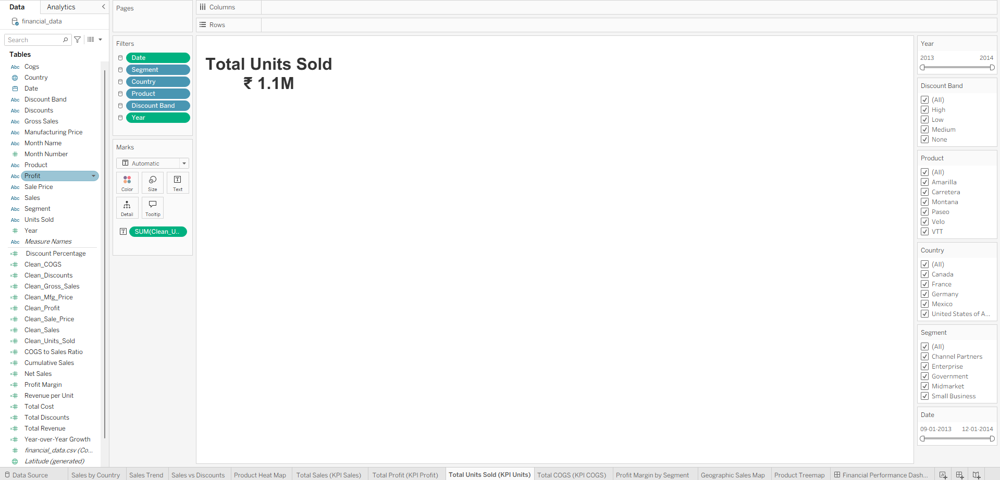 Data
Analytics
financial_data
Search
Tables
Abc Cogs
Country
Date
Abc Discount Band
Abc Discounts
Abc Gross Sales
Abc Manufacturing Price
Abc Month Name
Month Number
Abc Product
Abc Profit
Abc Sale Price
Abc Sales
Abc Segment
Abc Units Sold
Year
Abc Measure Names
Discount Percentage
Clean_COGS
Clean_Discounts
Clean_Gross_Sales
Clean_Mfg_Price
Clean_Profit
Clean_Sale_Price
Clean_Sales
Clean_Units_Sold
COGS to Sales Ratio
Cumulative Sales
Net Sales
Profit Margin
Revenue per Unit
Total Cost
Total Discounts
Total Revenue
Year-over-Year Growth
financial_data.csv (Co...
Latitude (generated)
Pages
Filters
Date
Segment
Country
Product
Discount Band
Year
Marks
T Automatic
Color
Size
T Text
Detail
Tooltip
T SUM(Clean_U..
Columns
Rows
Total Units Sold
₹ 1.1M
Year
2013 2014
Discount Band
(All)
High
Low
Medium
None
Product
(All)
Amarilla
Carretera
Montana
Paseo
Velo
VTT
Country
(All)
Canada
France
Germany
Mexico
United States of A...
Segment
(All)
Channel Partners
Enterprise
Government
Midmarket
Small Business
Date
09-01-2013 12-01-2014
Data Source
Sales by Country
Sales Trend
Sales vs Discounts
Product Heat Map
Total Sales (KPI Sales)
Total Profit (KPI Profit)
Total Units Sold (KPI Units)
Total COGS (KPI COGS)
Profit Margin by Segment
Geographic Sales Map
Product Treemap
Financial Performance Dash...